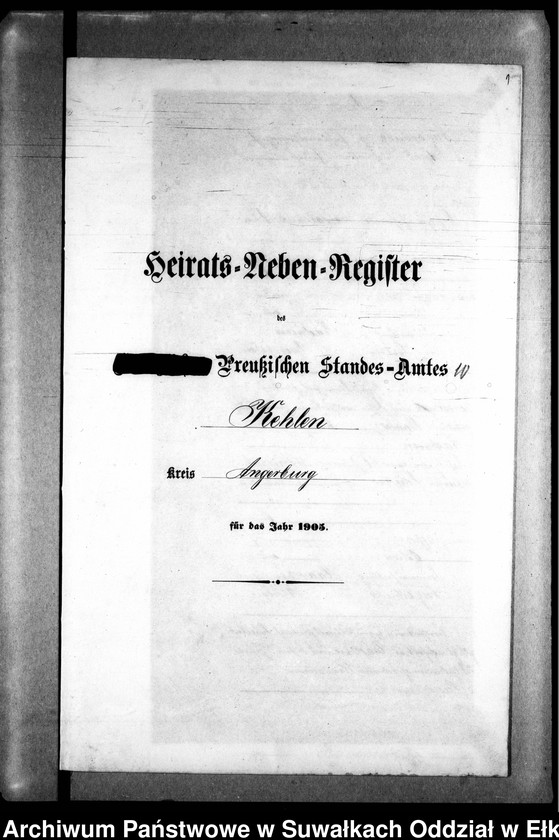 1
Heirats-Neben-Register
des
Preußischen Standes-Amtes
Kehlen
Kreis Angerburg
für das Jahr 1905.
Archiwum Państwowe w Suwałkach Oddział w Ełk